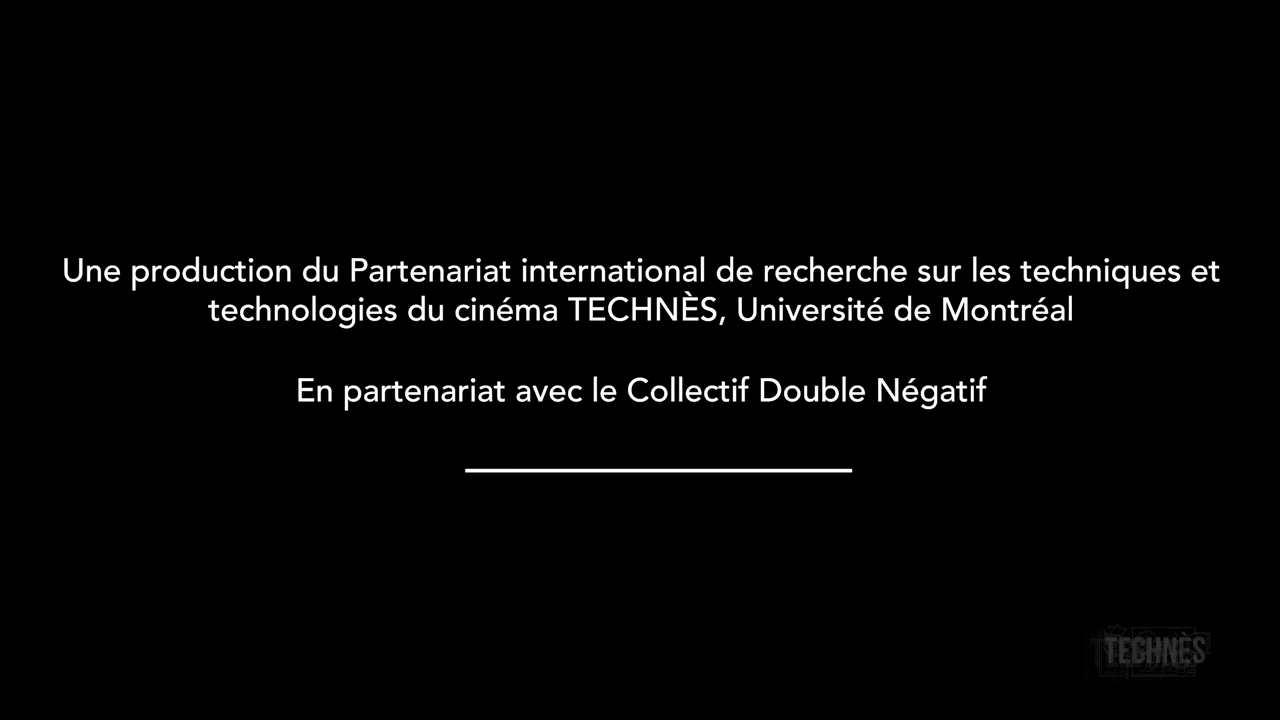 Une production du Partenariat international de recherche sur les techniques et
technologies du cinéma TECHNÈS, Université de Montréal
En partenariat avec le Collectif Double Négatif
TECHNÈS